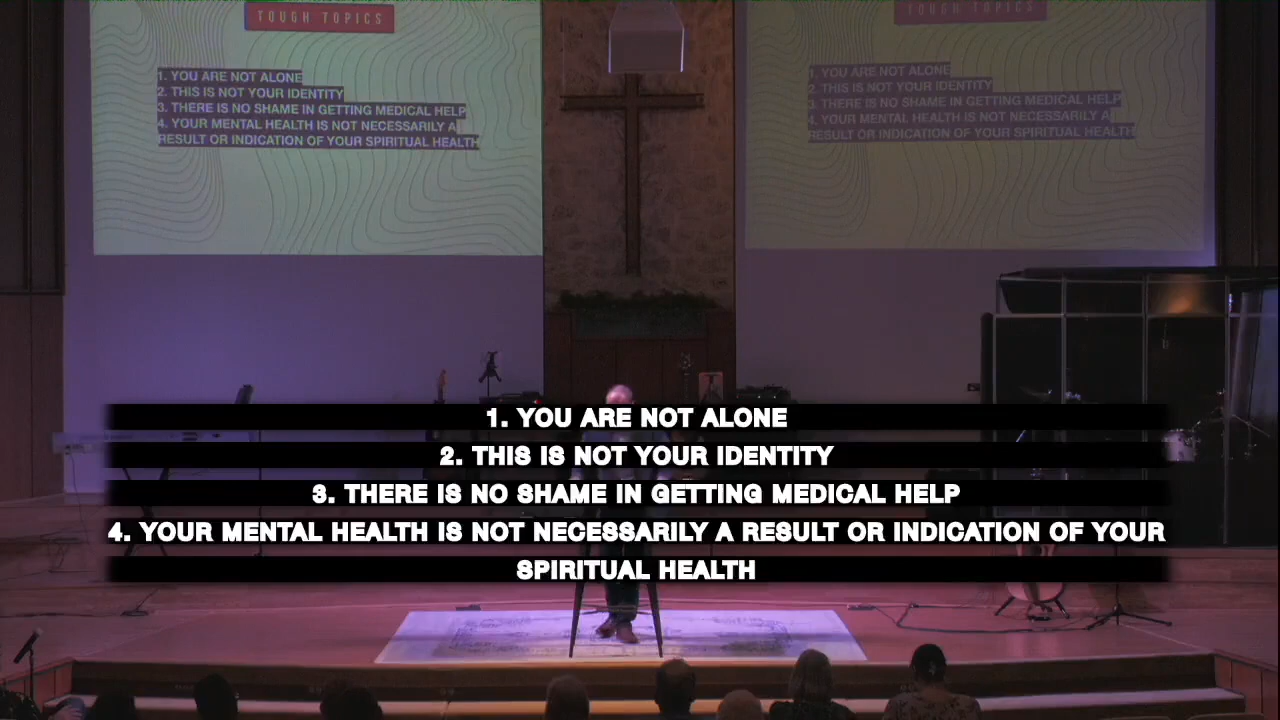 TOUGH TOPICS
1. YOU ARE NOT ALONE
2. THIS IS NOT YOUR IDENTITY
3. THERE IS NO SHAME IN GETTING MEDICAL HELP
4. YOUR MENTAL HEALTH IS NOT NECESSARILY A
RESULT OR INDICATION OF YOUR SPIRITUAL HEALTH
TOUGH TOPICS
1. YOU ARE NOT ALONE
2. THIS IS NOT YOUR IDENTITY
3. THERE IS NO SHAME IN GETTING MEDICAL HELP
4. YOUR MENTAL HEALTH IS NOT NECESSARILY A
RESULT OR INDICATION OF YOUR SPIRITUAL HEALTH
1. YOU ARE NOT ALONE
2. THIS IS NOT YOUR IDENTITY
3. THERE IS NO SHAME IN GETTING MEDICAL HELP
4. YOUR MENTAL HEALTH IS NOT NECESSARILY A RESULT OR INDICATION OF YOUR
SPIRITUAL HEALTH